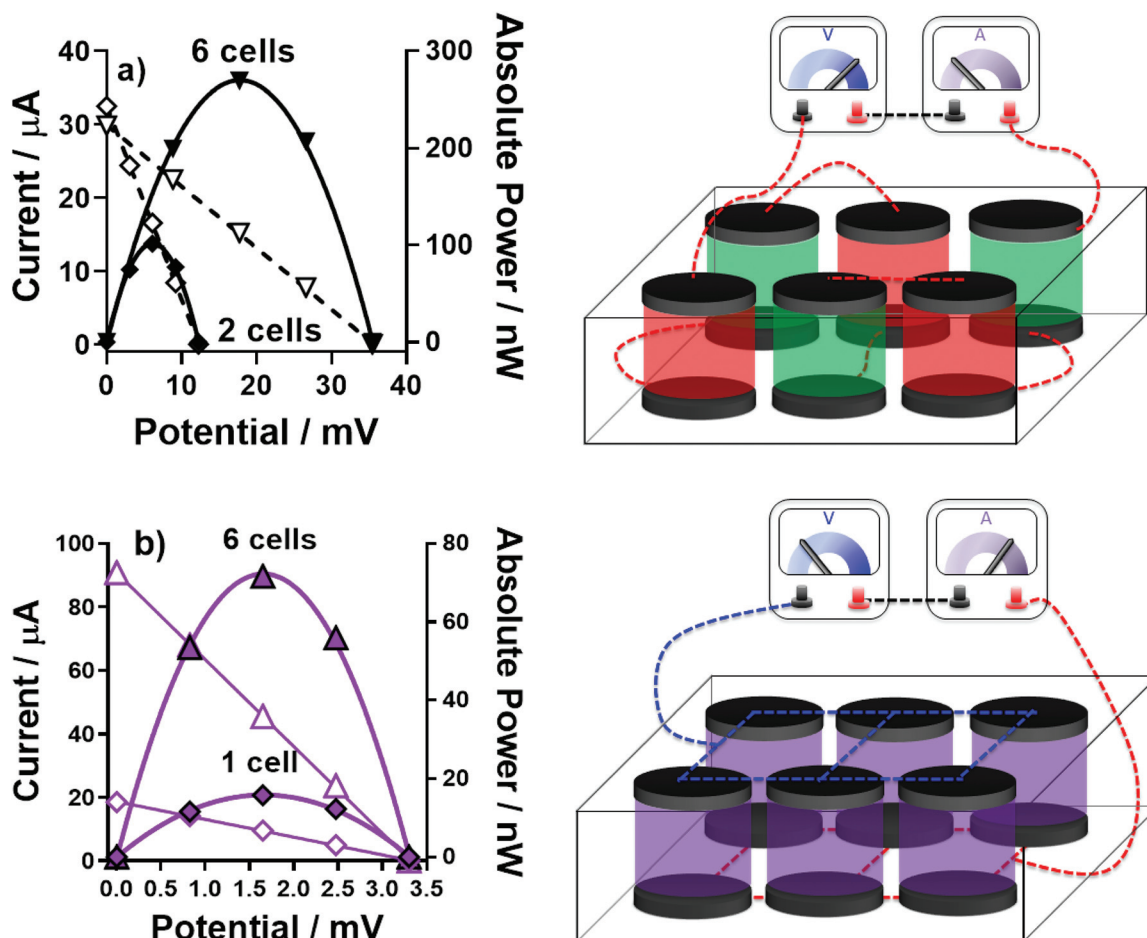 a)
6 cells
2 cells
40
30
20
10
0
300
200
100
0
0 10 20 30 40
Current / μA
Absolute Power / nW
Potential / mV
V
A
b)
6 cells
1 cell
100
80
60
40
20
0
80
60
40
20
0
0.0 0.5 1.0 1.5 2.0 2.5 3.0 3.5
Current / μA
Absolute Power / nW
Potential / mV
V
A